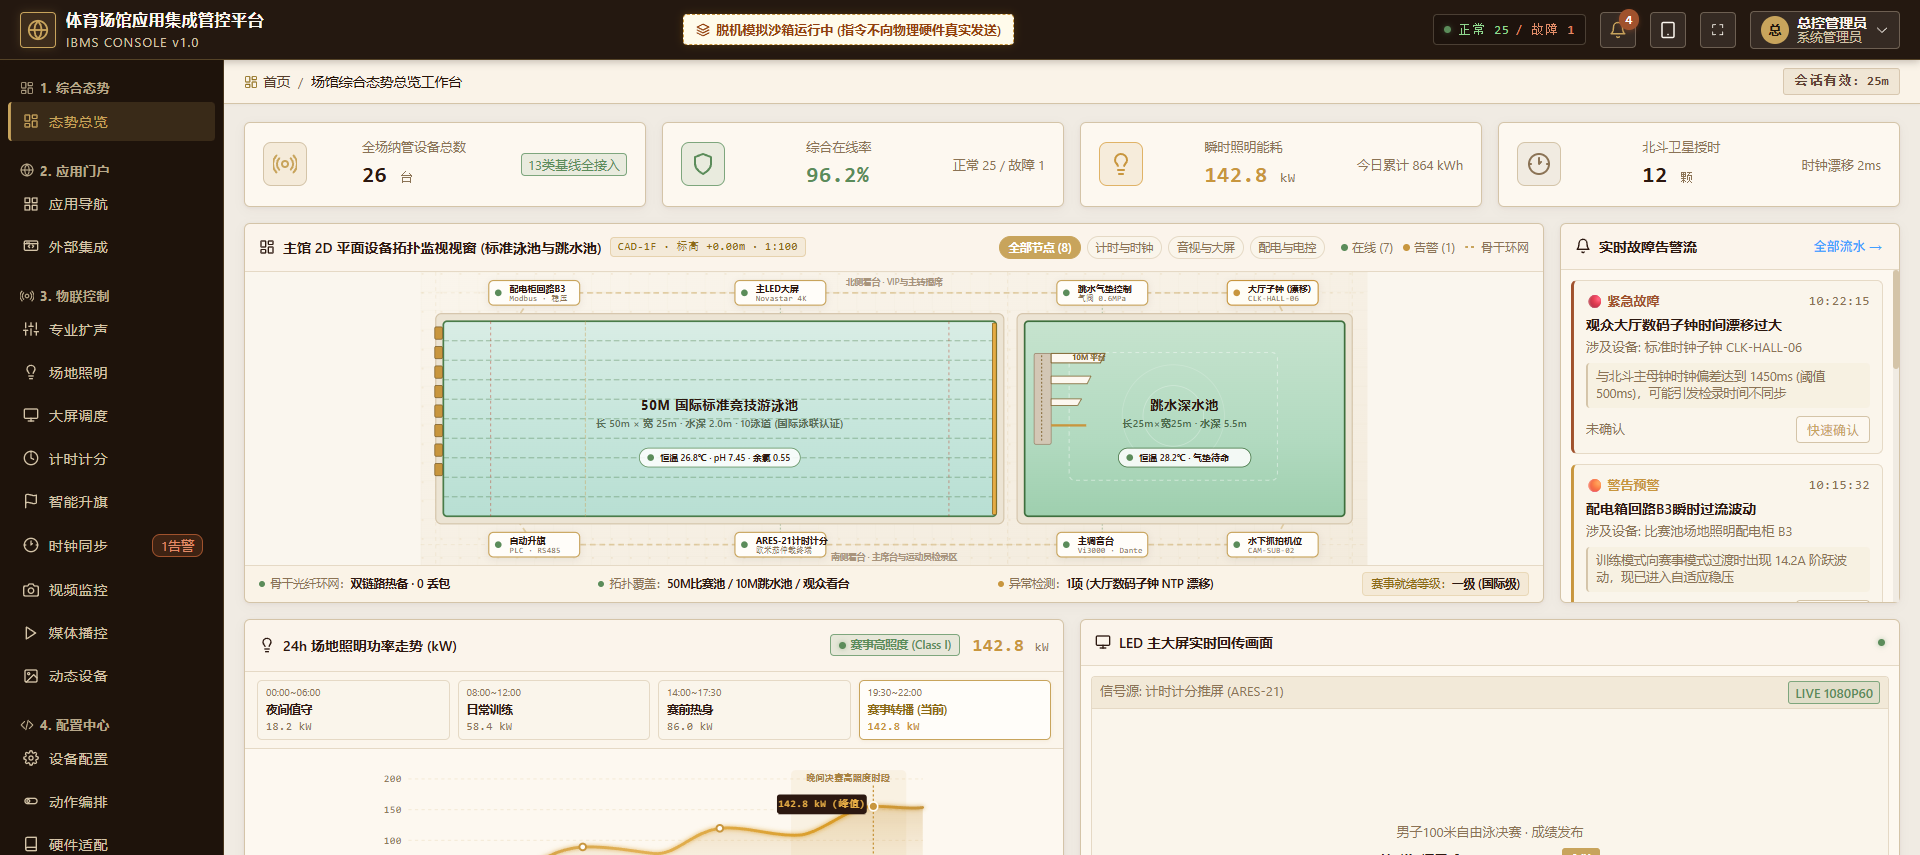 体育场馆应用集成管控平台
IBMS CONSOLE v1.0
脱机模拟沙箱运行中 (指令不向物理硬件真实发送)
正常 25 / 故障 1
4
总
总控管理员
系统管理员
1. 综合态势
态势总览
2. 应用门户
应用导航
外部集成
3. 物联控制
专业扩声
场地照明
大屏调度
计时计分
智能升旗
时钟同步 1告警
视频监控
媒体播控
动态设备
4. 配置中心
设备配置
动作编排
硬件适配
首页 / 场馆综合态势总览工作台
会话有效: 25m
全场纳管设备总数
26 台
13类基线全接入
综合在线率
96.2%
正常 25 / 故障 1
瞬时照明能耗
142.8 kW
今日累计 864 kWh
北斗卫星授时
12 颗
时钟漂移 2ms
主馆 2D 平面设备拓扑监视视窗 (标准泳池与跳水池)
CAD-1F · 标高 +0.00m · 1:100
全部节点 (8)
计时与时钟
音视与大屏
配电与电控
在线 (7)
告警 (1)
骨干环网
北侧看台 · VIP与主转播席
配电柜回路B3
Modbus · 稳压
主LED大屏
Novastar 4K
跳水气垫控制
气阀 0.6MPa
大厅子钟 (漂移)
CLK-HALL-06
50M 国际标准竞技游泳池
长 50m × 宽 25m · 水深 2.0m · 10泳道 (国际泳联认证)
恒温 26.8℃ · pH 7.45 · 余氯 0.55
10M 平台
跳水深水池
长25m×宽25m · 水深 5.5m
恒温 28.2℃ · 气垫待命
自动升旗
PLC · RS485
ARES-21计时计分
欧米茄仲裁终端
主调音台
Vi3000 · Dante
水下抓拍机位
CAM-SUB-02
南侧看台 · 主席台与运动员检录区
骨干光纤环网: 双链路热备 · 0 丢包
拓扑覆盖: 50M比赛池 / 10M跳水池 / 观众看台
异常检测: 1项 (大厅数码子钟 NTP 漂移)
赛事就绪等级: 一级 (国际级)
实时故障告警流
全部流水 →
紧急故障
10:22:15
观众大厅数码子钟时间漂移过大
涉及设备: 标准时钟子钟 CLK-HALL-06
与北斗主母钟时钟偏差达到 1450ms (阈值
500ms)，可能引发检录时间不同步
未确认
快速确认
警告预警
10:15:32
配电箱回路B3瞬时过流波动
涉及设备: 比赛池场地照明配电柜 B3
训练模式向赛事模式过渡时出现 14.2A 阶跃波
动，现已进入自适应稳压
24h 场地照明功率走势 (kW)
赛事高照度 (Class I)
142.8 kW
00:00~06:00
夜间值守
18.2 kW
08:00~12:00
日常训练
58.4 kW
14:00~17:30
赛前热身
86.0 kW
19:30~22:00
赛事转播 (当前)
142.8 kW
200
150
100
晚间决赛高照度时段
142.8 kW (峰值)
LED 主大屏实时回传画面
信号源: 计时计分推屏 (ARES-21)
LIVE 1080P60
男子100米自由泳决赛 · 成绩发布